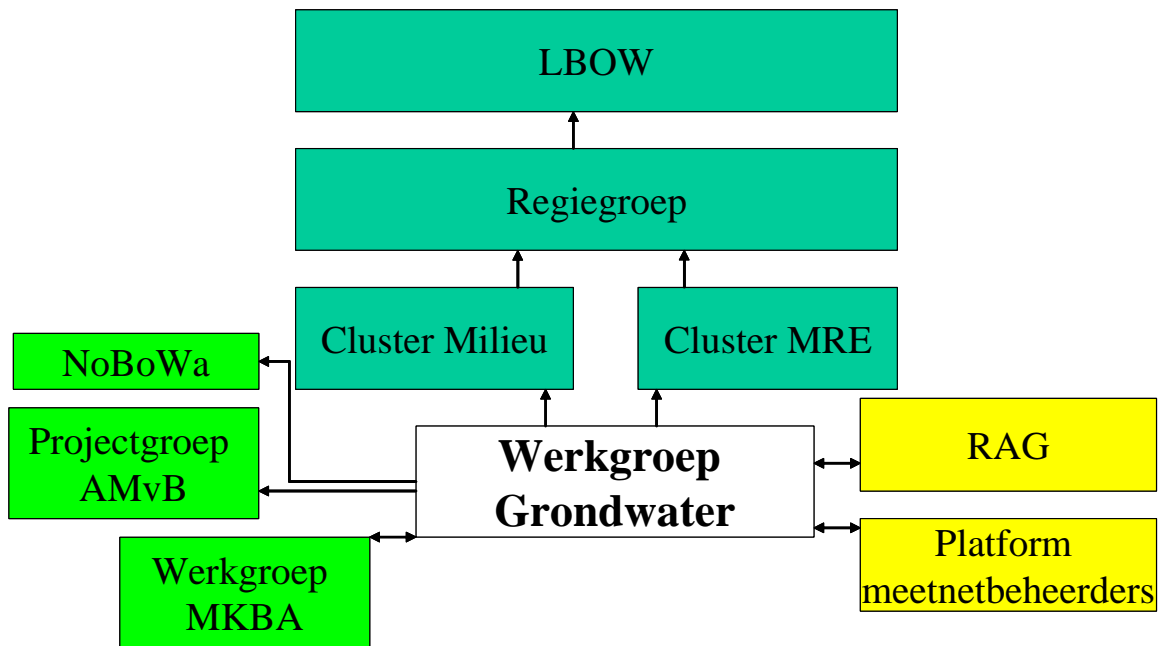 LBOW
Regiegroep
Cluster Milieu
Cluster MRE
NoBoWa
Projectgroep
AMvB
Werkgroep
MKBA
Werkgroep
Grondwater
RAG
Platform
meetnetbeheerders